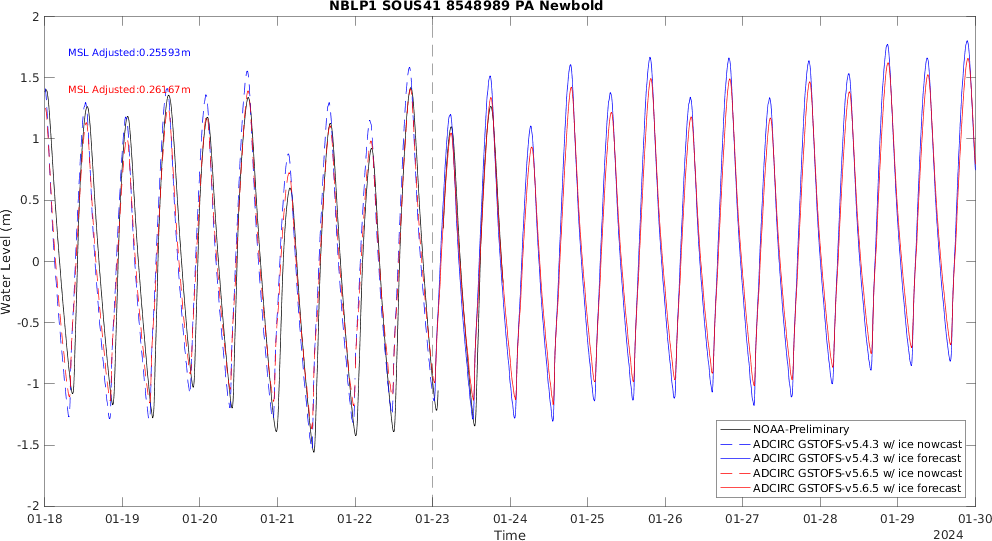 NBLP1 SOUS41 8548989 PA Newbold
MSL Adjusted:0.25593m
MSL Adjusted:0.26167m
Water Level (m)
2
1.5
1
0.5
0
-0.5
-1
-1.5
-2
NOAA-Preliminary
ADCIRC GSTOFS-v5.4.3 w/ ice nowcast
ADCIRC GSTOFS-v5.4.3 w/ ice forecast
ADCIRC GSTOFS-v5.6.5 w/ ice nowcast
ADCIRC GSTOFS-v5.6.5 w/ ice forecast
01-18 01-19 01-20 01-21 01-22 01-23 01-24 01-25 01-26 01-27 01-28 01-29 01-30
Time
2024